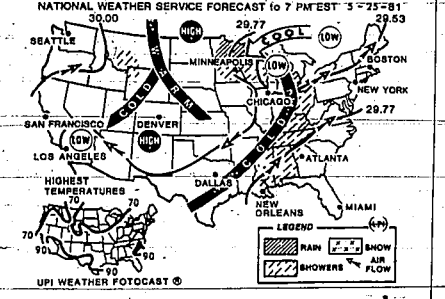 NATIONAL WEATHER SERVICE FORECAST to 7 PM EST 5-25-81
30.00
29.77
29.53
SEATTLE
HIGH
COOL
LOW
WARM
MINNEAPOLIS
LOW
BOSTON
COLD
CHICAGO
NEW YORK
29.77
SAN FRANCISCO
DENVER
COLD
LOW
HIGH
LOS ANGELES
ATLANTA
HIGHEST
TEMPERATURES
DALLAS
70
70
NEW
ORLEANS
MIAMI
70
LEGEND
UPI
RAIN
SNOW
90
90
90
SHOWERS
AIR
FLOW
UPI WEATHER FOTOCAST ®